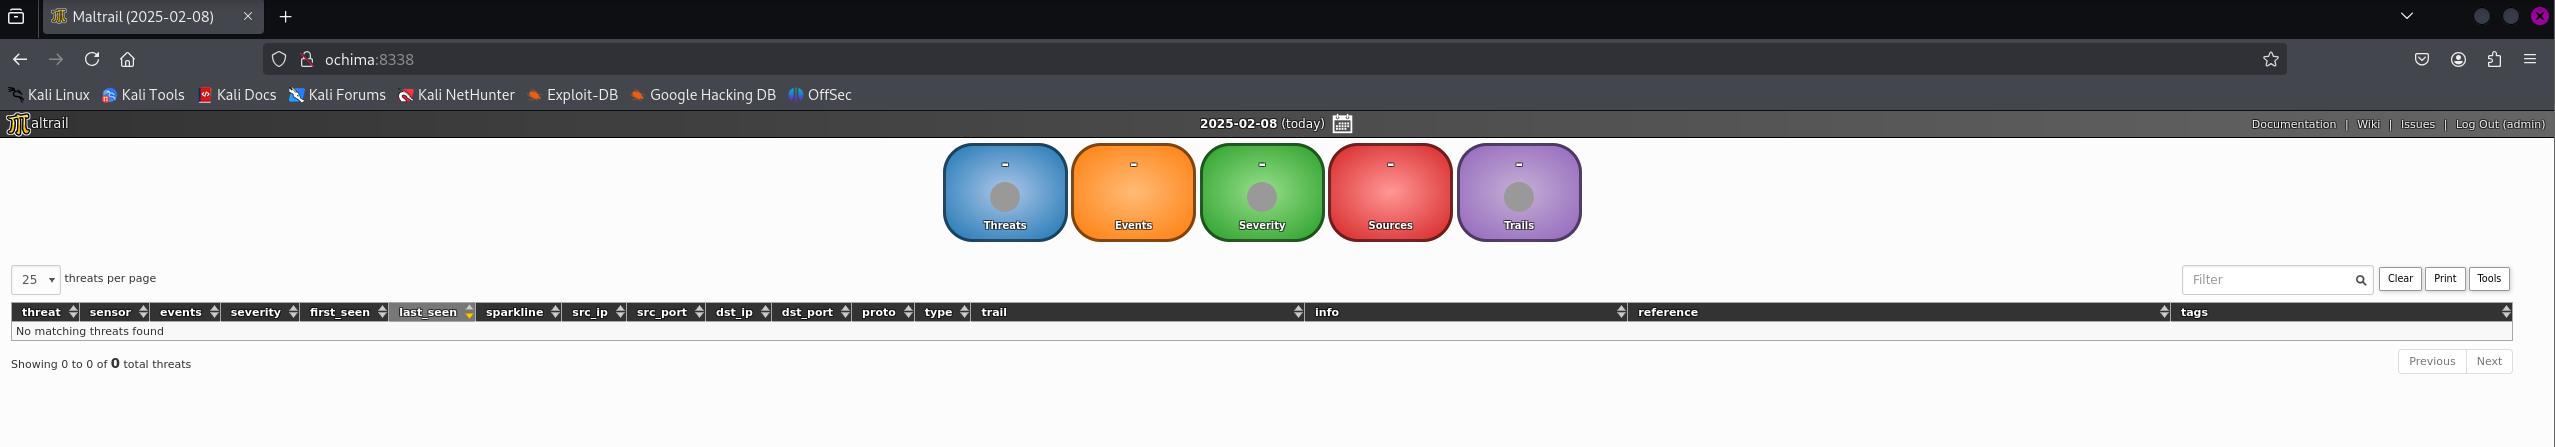 Maltrail (2025-02-08)
ochima:8338
Kali Linux Kali Tools Kali Docs Kali Forums Kali NetHunter Exploit-DB Google Hacking DB OffSec
altrail 2025-02-08 (today) Documentation | Wiki | Issues | Log Out (admin)
- - - - -
Threats Events Severity Sources Trails
25 threats per page Filter Clear Print Tools
threat sensor events severity first_seen last_seen sparkline src_ip src_port dst_ip dst_port proto type trail info reference tags
No matching threats found
Showing 0 to 0 of 0 total threats Previous Next